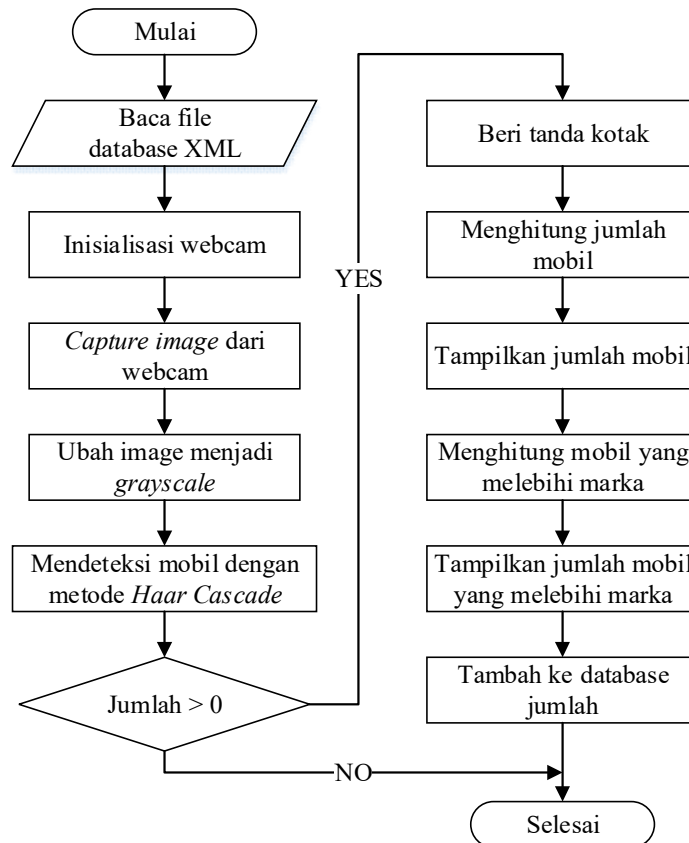 Mulai
Baca file
database XML
Inisialisasi webcam
Capture image dari
webcam
Ubah image menjadi
grayscale
Mendeteksi mobil dengan
metode Haar Cascade
Jumlah > 0
YES
NO
Beri tanda kotak
Menghitung jumlah
mobil
Tampilkan jumlah mobil
Menghitung mobil yang
melebihi marka
Tampilkan jumlah mobil
yang melebihi marka
Tambah ke database
jumlah
Selesai